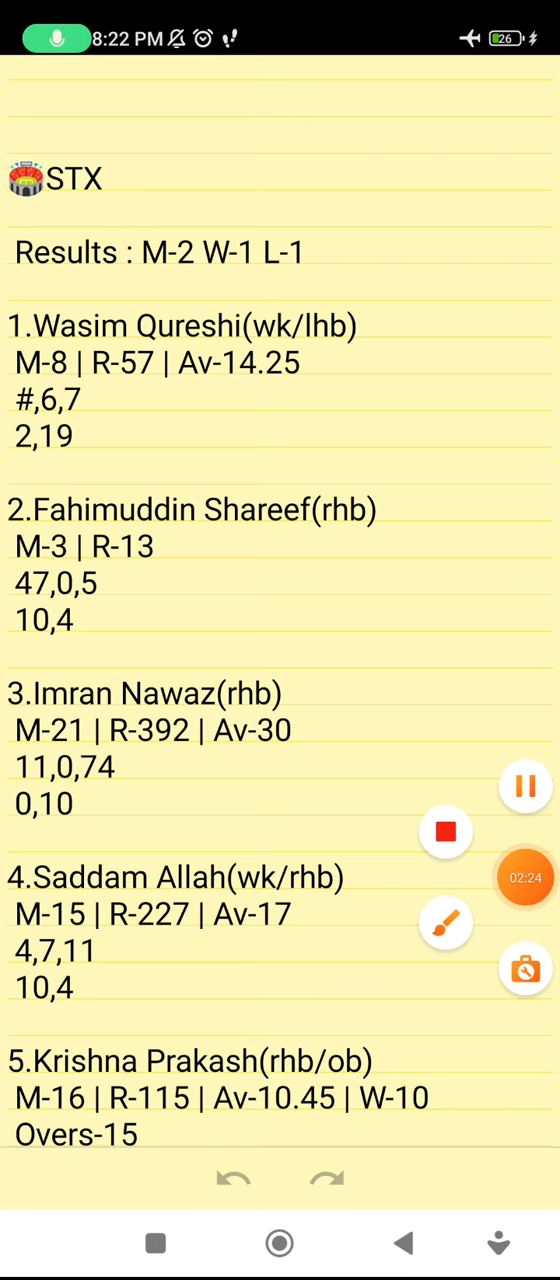 8:22 PM 26
STX
Results : M-2 W-1 L-1
1.Wasim Qureshi(wk/lhb)
M-8 | R-57 | Av-14.25
#,6,7
2,19
2.Fahimuddin Shareef(rhb)
M-3 | R-13
47,0,5
10,4
3.Imran Nawaz(rhb)
M-21 | R-392 | Av-30
11,0,74
0,10
4.Saddam Allah(wk/rhb)
02:24
M-15 | R-227 | Av-17
4,7,11
10,4
5.Krishna Prakash(rhb/ob)
M-16 | R-115 | Av-10.45 | W-10
Overs-15